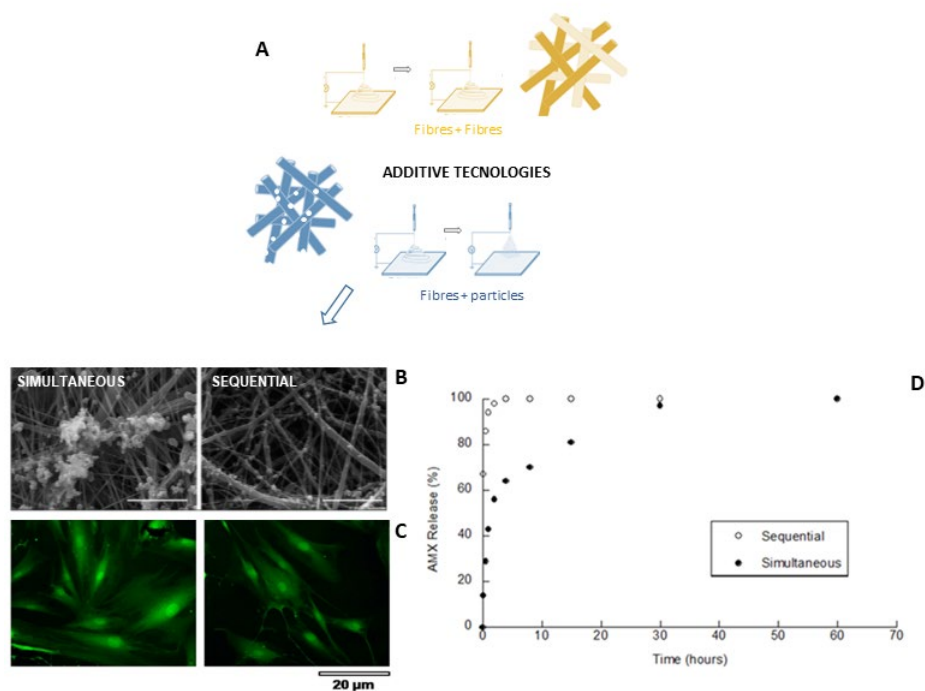 A
Fibres + Fibres
ADDITIVE TECNOLOGIES
Fibres + particles
SIMULTANEOUS
SEQUENTIAL
B
C
20 µm
D
100
80
60
40
20
0
AMX Release (%)
Sequential
Simultaneous
0 10 20 30 40 50 60 70
Time (hours)